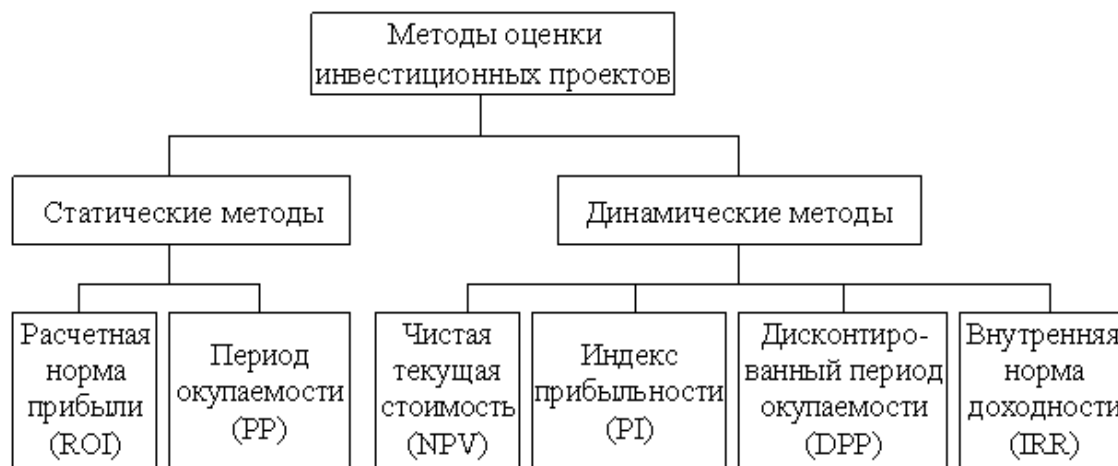 Методы оценки
инвестиционных проектов
Статические методы
Динамические методы
Расчетная
норма
прибыли
(ROI)
Период
окупаемости
(PP)
Чистая
текущая
стоимость
(NPV)
Индекс
прибыльности
(PI)
Дисконтиро-
ванный период
окупаемости
(DPP)
Внутренняя
норма
доходности
(IRR)